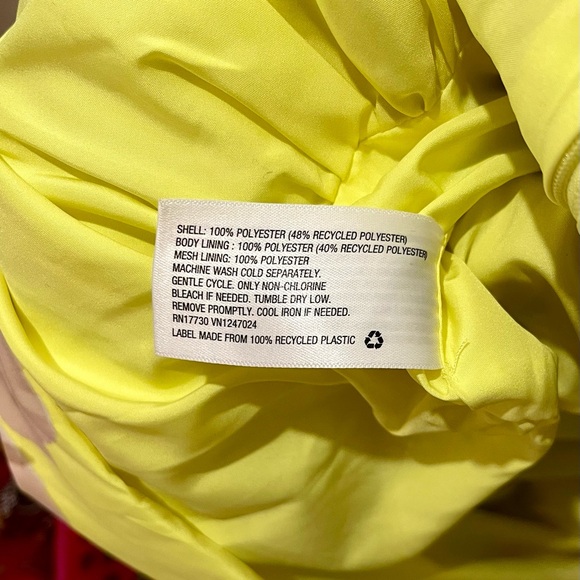 SHELL: 100% POLYESTER (48% RECYCLED POLYESTER)
BODY LINING : 100% POLYESTER (40% RECYCLED POLYESTER)
MESH LINING: 100% POLYESTER
MACHINE WASH COLD SEPARATELY.
GENTLE CYCLE. ONLY NON-CHLORINE
BLEACH IF NEEDED. TUMBLE DRY LOW.
REMOVE PROMPTLY. COOL IRON IF NEEDED.
RN17730 VN1247024
LABEL MADE FROM 100% RECYCLED PLASTIC